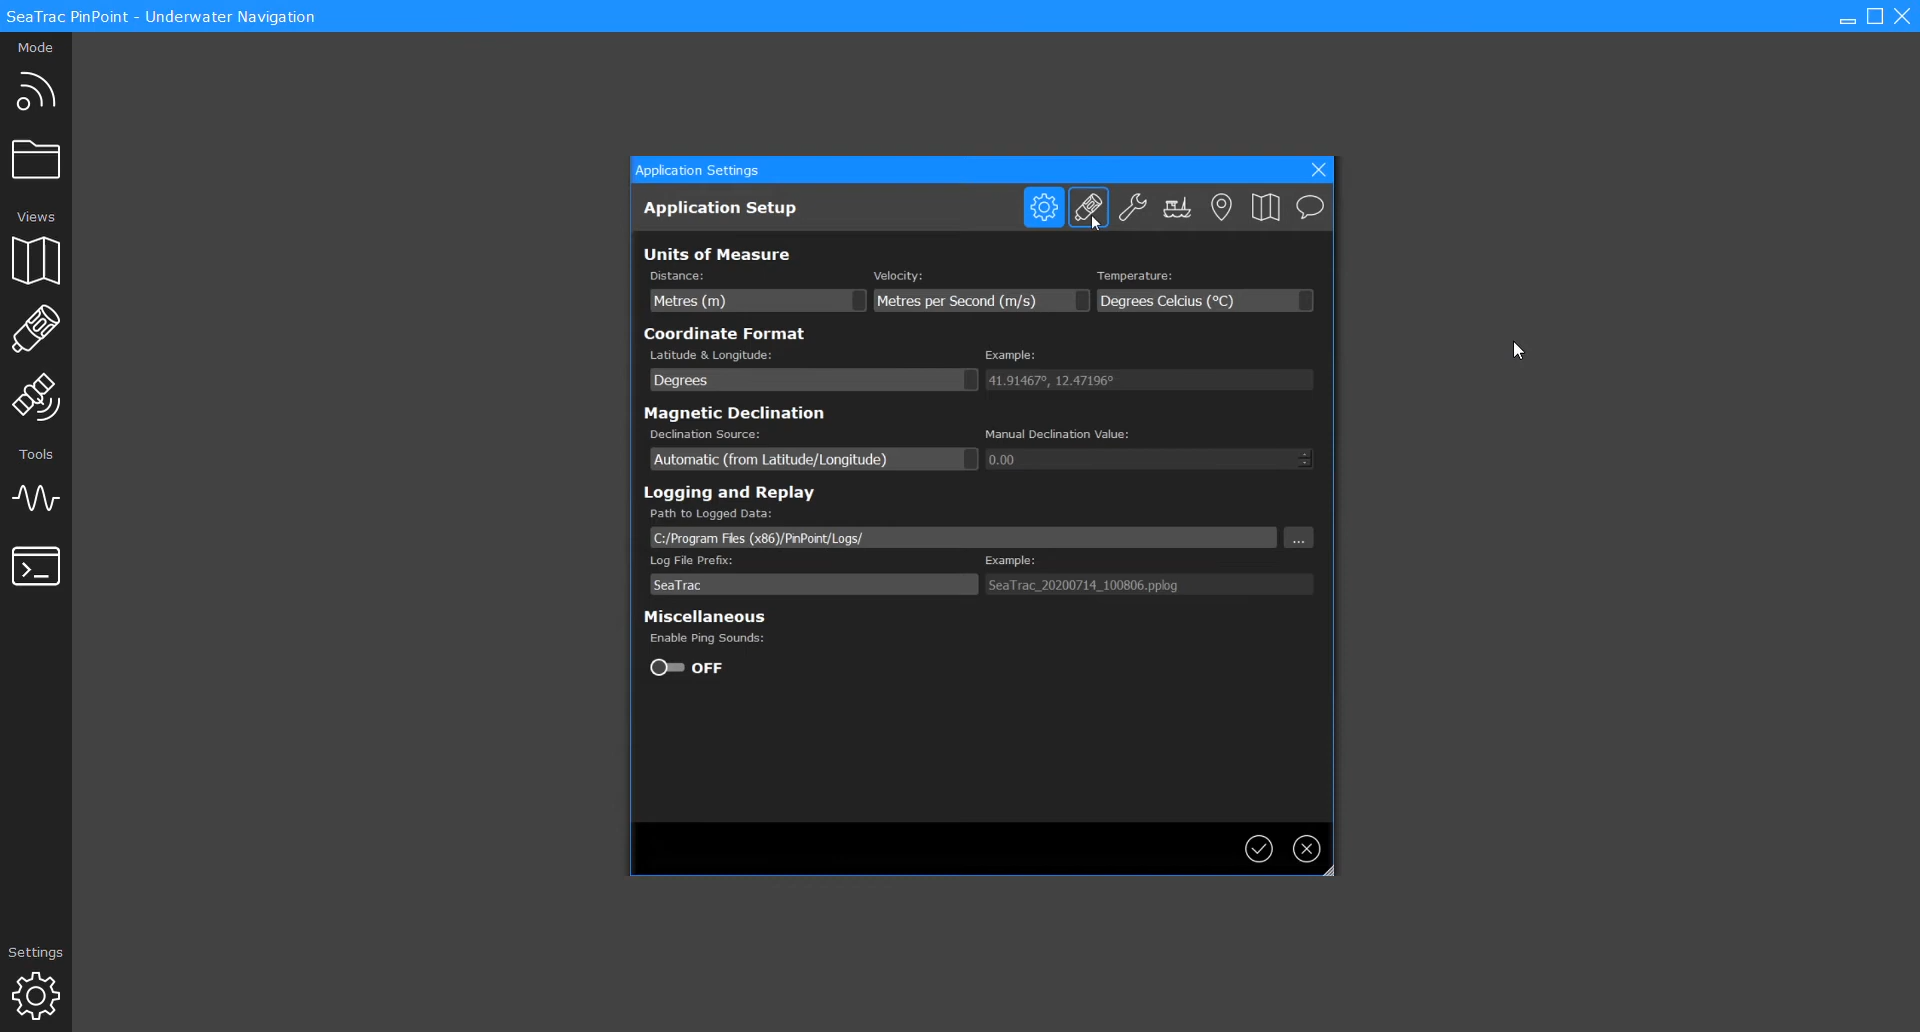 SeaTrac PinPoint - Underwater Navigation
Mode
Views
Tools
Settings
Application Settings
Application Setup
Units of Measure
Distance: Velocity: Temperature:
Metres (m) Metres per Second (m/s) Degrees Celcius (°C)
Coordinate Format
Latitude & Longitude: Example:
Degrees 41.91467°, 12.47196°
Magnetic Declination
Declination Source: Manual Declination Value:
Automatic (from Latitude/Longitude) 0.00
Logging and Replay
Path to Logged Data:
C:/Program Files (x86)/PinPoint/Logs/ ...
Log File Prefix: Example:
SeaTrac SeaTrac_20200714_100806.pplog
Miscellaneous
Enable Ping Sounds:
OFF